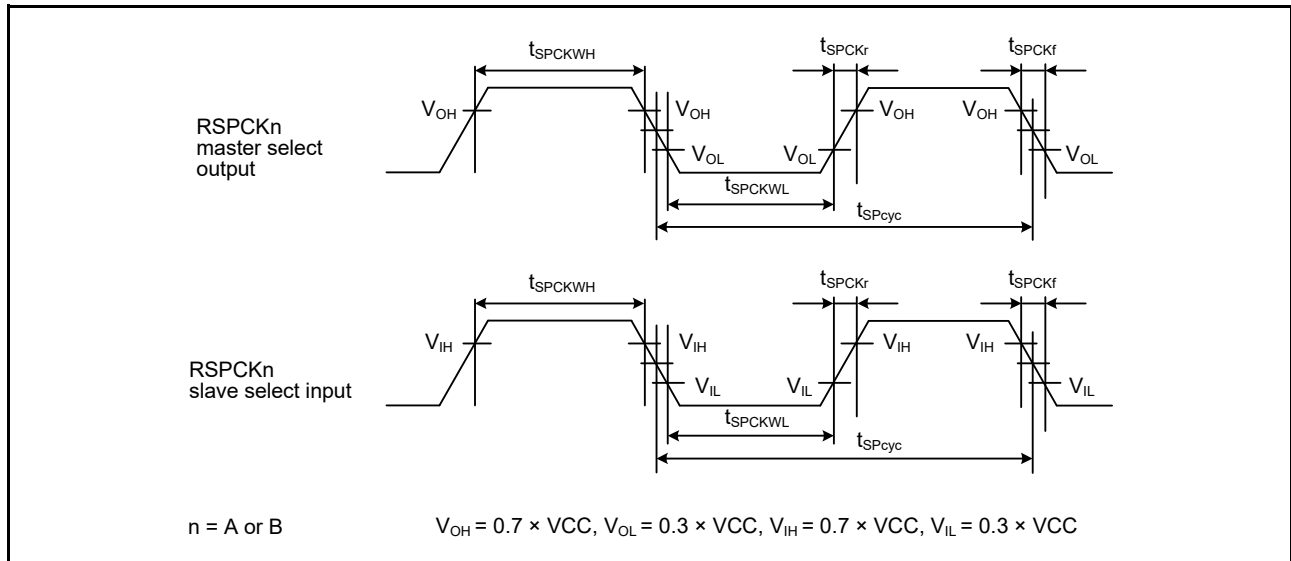 tSPCKWH tSPCKr tSPCKf
VOH VOH VOH VOH
RSPCKn
master select
output
VOL VOL VOL
tSPCKWL
tSPcyc
tSPCKWH tSPCKr tSPCKf
VIH VIH VIH VIH
RSPCKn
slave select input
VIL VIL VIL
tSPCKWL
tSPcyc
n = A or B VOH = 0.7 × VCC, VOL = 0.3 × VCC, VIH = 0.7 × VCC, VIL = 0.3 × VCC